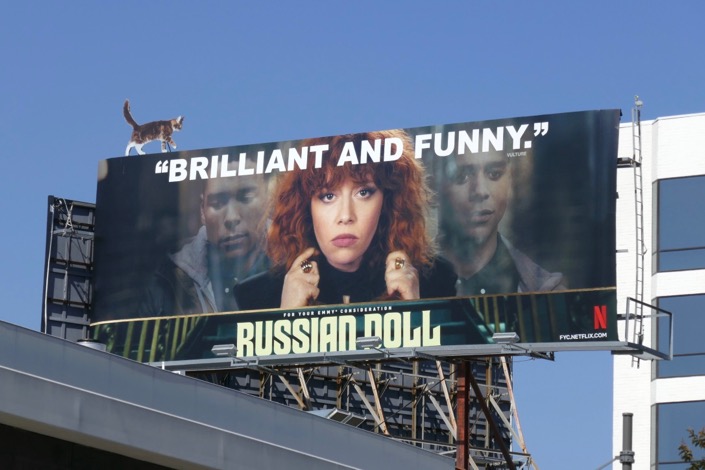 “BRILLIANT AND FUNNY.”
VULTURE
FOR YOUR EMMY® CONSIDERATION
RUSSIAN DOLL
N
FYC.NETFLIX.COM